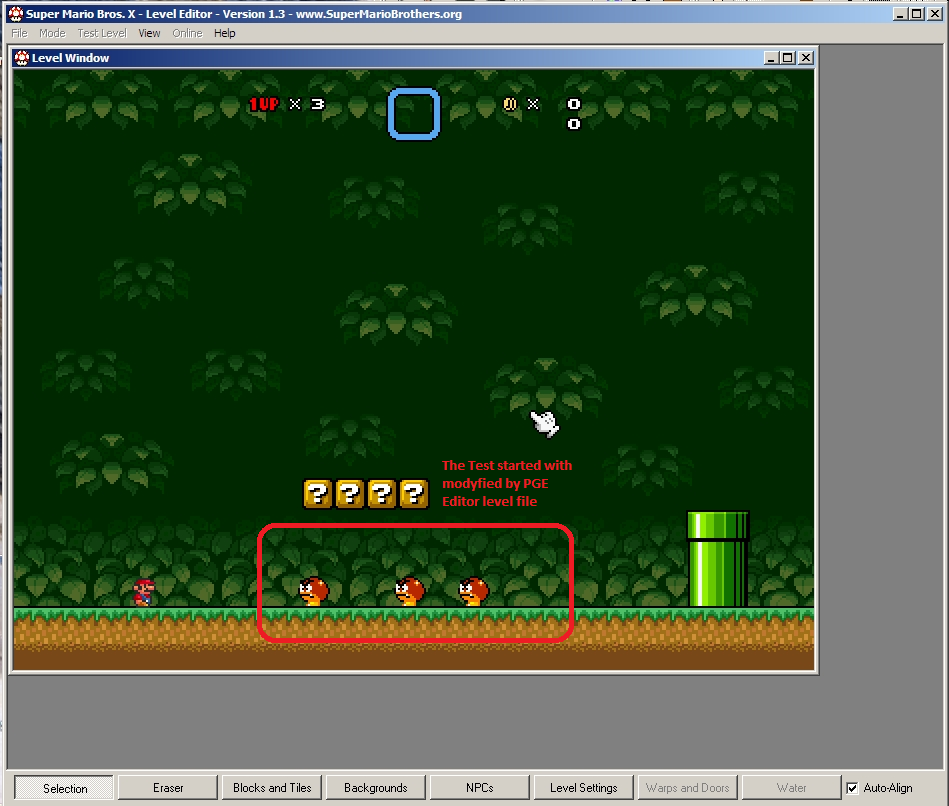 Super Mario Bros. X - Level Editor - Version 1.3 - www.SuperMarioBrothers.org
File Mode Test Level View Online Help
Level Window
1UP X 3 X 0
0
? ? ? ?
The Test started with
modyfied by PGE
Editor level file
Selection Eraser Blocks and Tiles Backgrounds NPCs Level Settings Warps and Doors Water Auto-Align